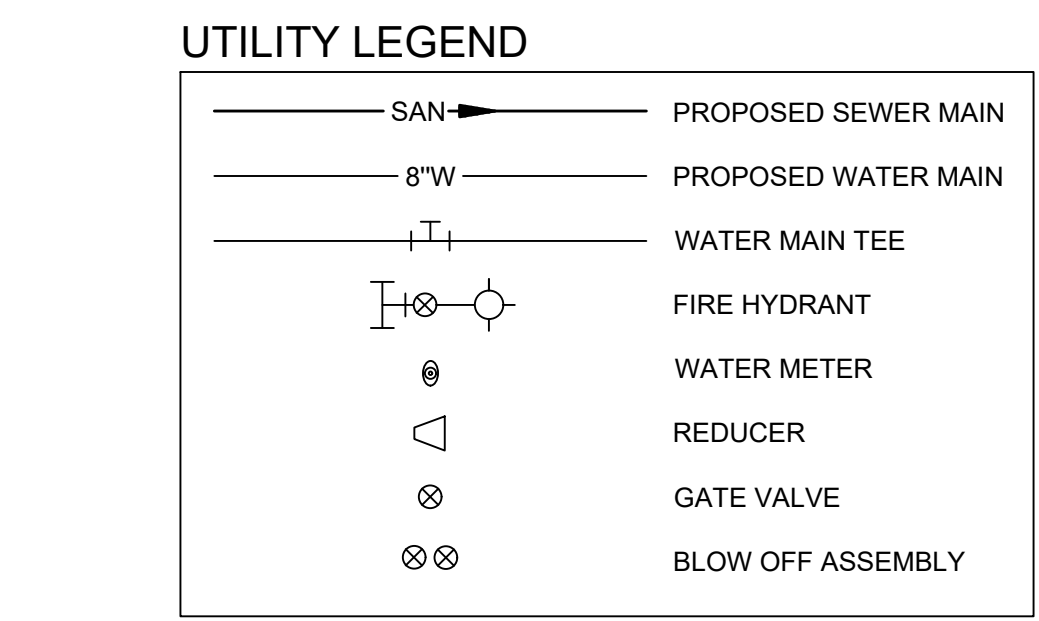 UTILITY LEGEND
SAN PROPOSED SEWER MAIN
8"W PROPOSED WATER MAIN
WATER MAIN TEE
FIRE HYDRANT
WATER METER
REDUCER
GATE VALVE
BLOW OFF ASSEMBLY